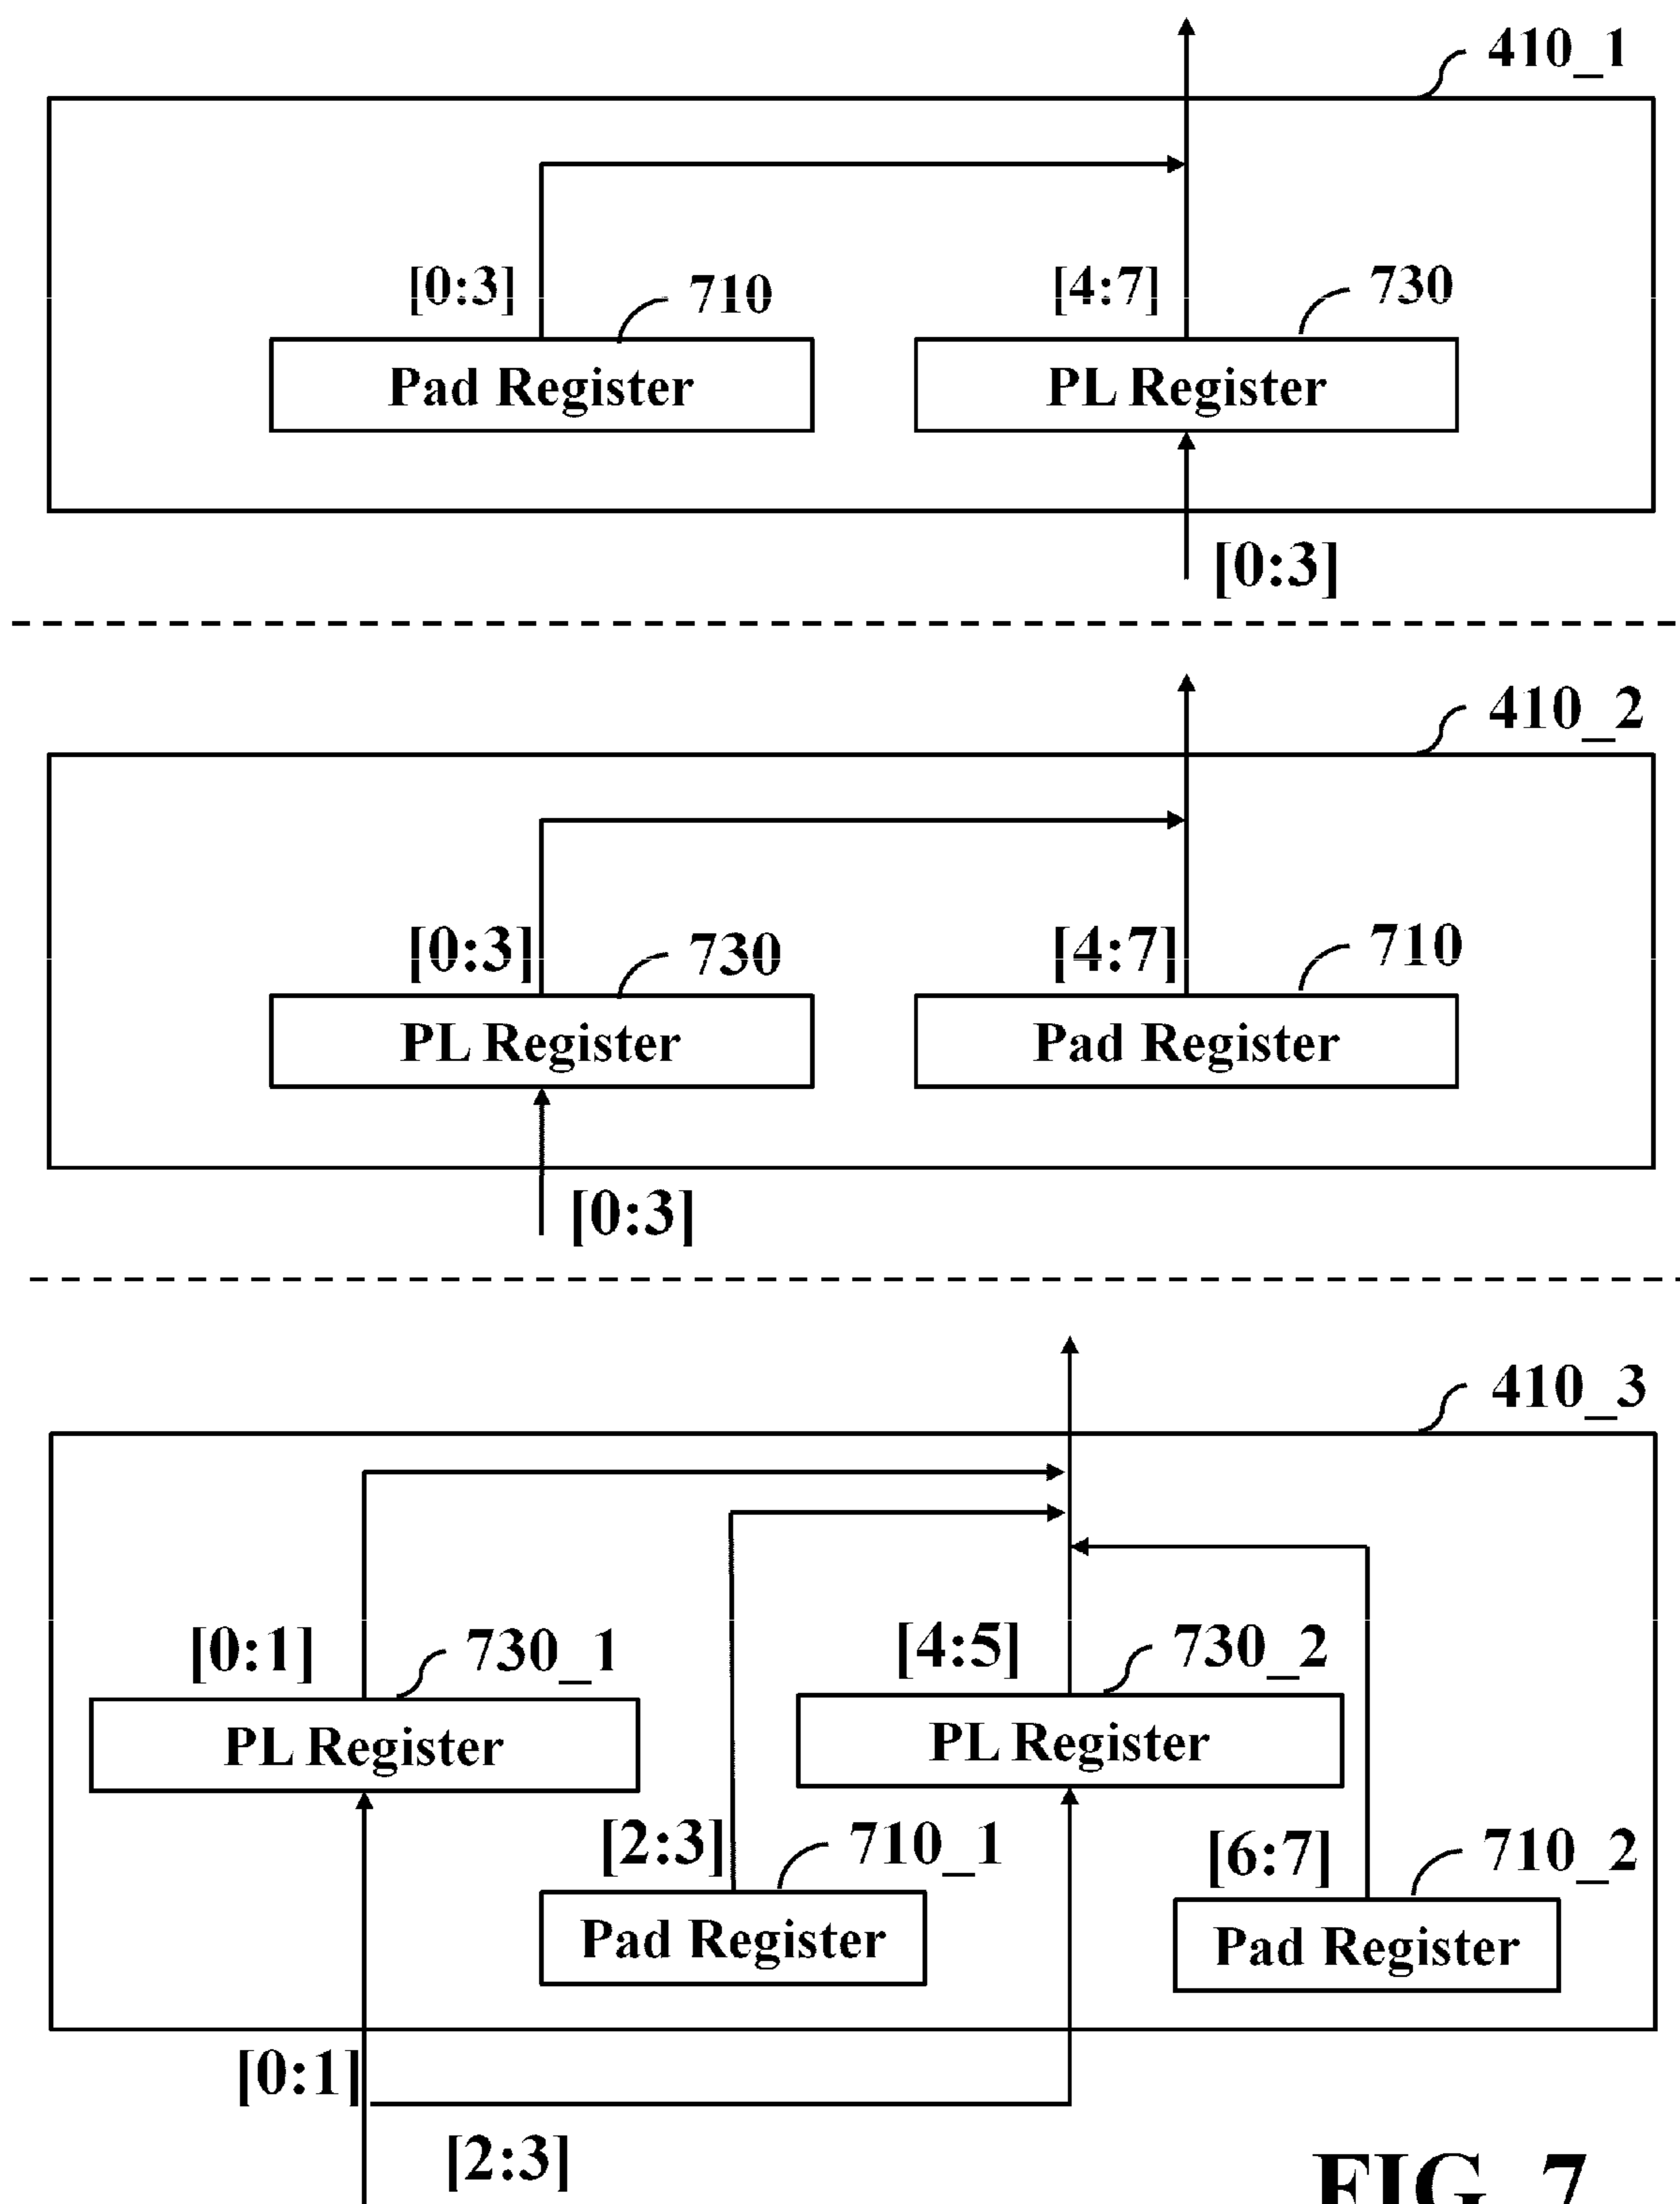 410_1
[0:3] 710 [4:7] 730
Pad Register PL Register
[0:3]
410_2
[0:3] 730 [4:7] 710
PL Register Pad Register
[0:3]
410_3
[0:1] 730_1 [4:5] 730_2
PL Register PL Register
[2:3] 710_1 [6:7] 710_2
Pad Register Pad Register
[0:1]
[2:3]
FIG. 7